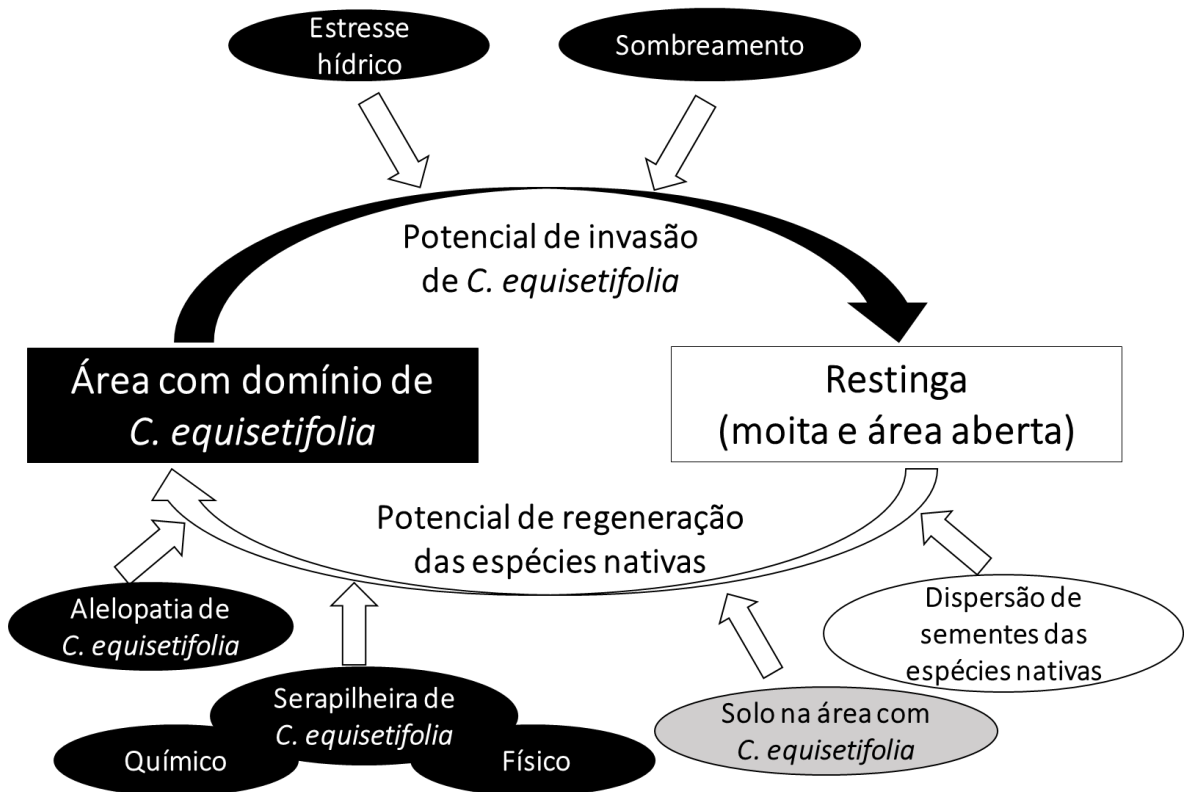 Estresse
hídrico
Sombreamento
Potencial de invasão
de C. equisetifolia
Área com domínio de
C. equisetifolia
Restinga
(moita e área aberta)
Potencial de regeneração
das espécies nativas
Alelopatia de
C. equisetifolia
Dispersão de
sementes das
espécies nativas
Serapilheira de
C. equisetifolia
Solo na área com
C. equisetifolia
Químico
Físico